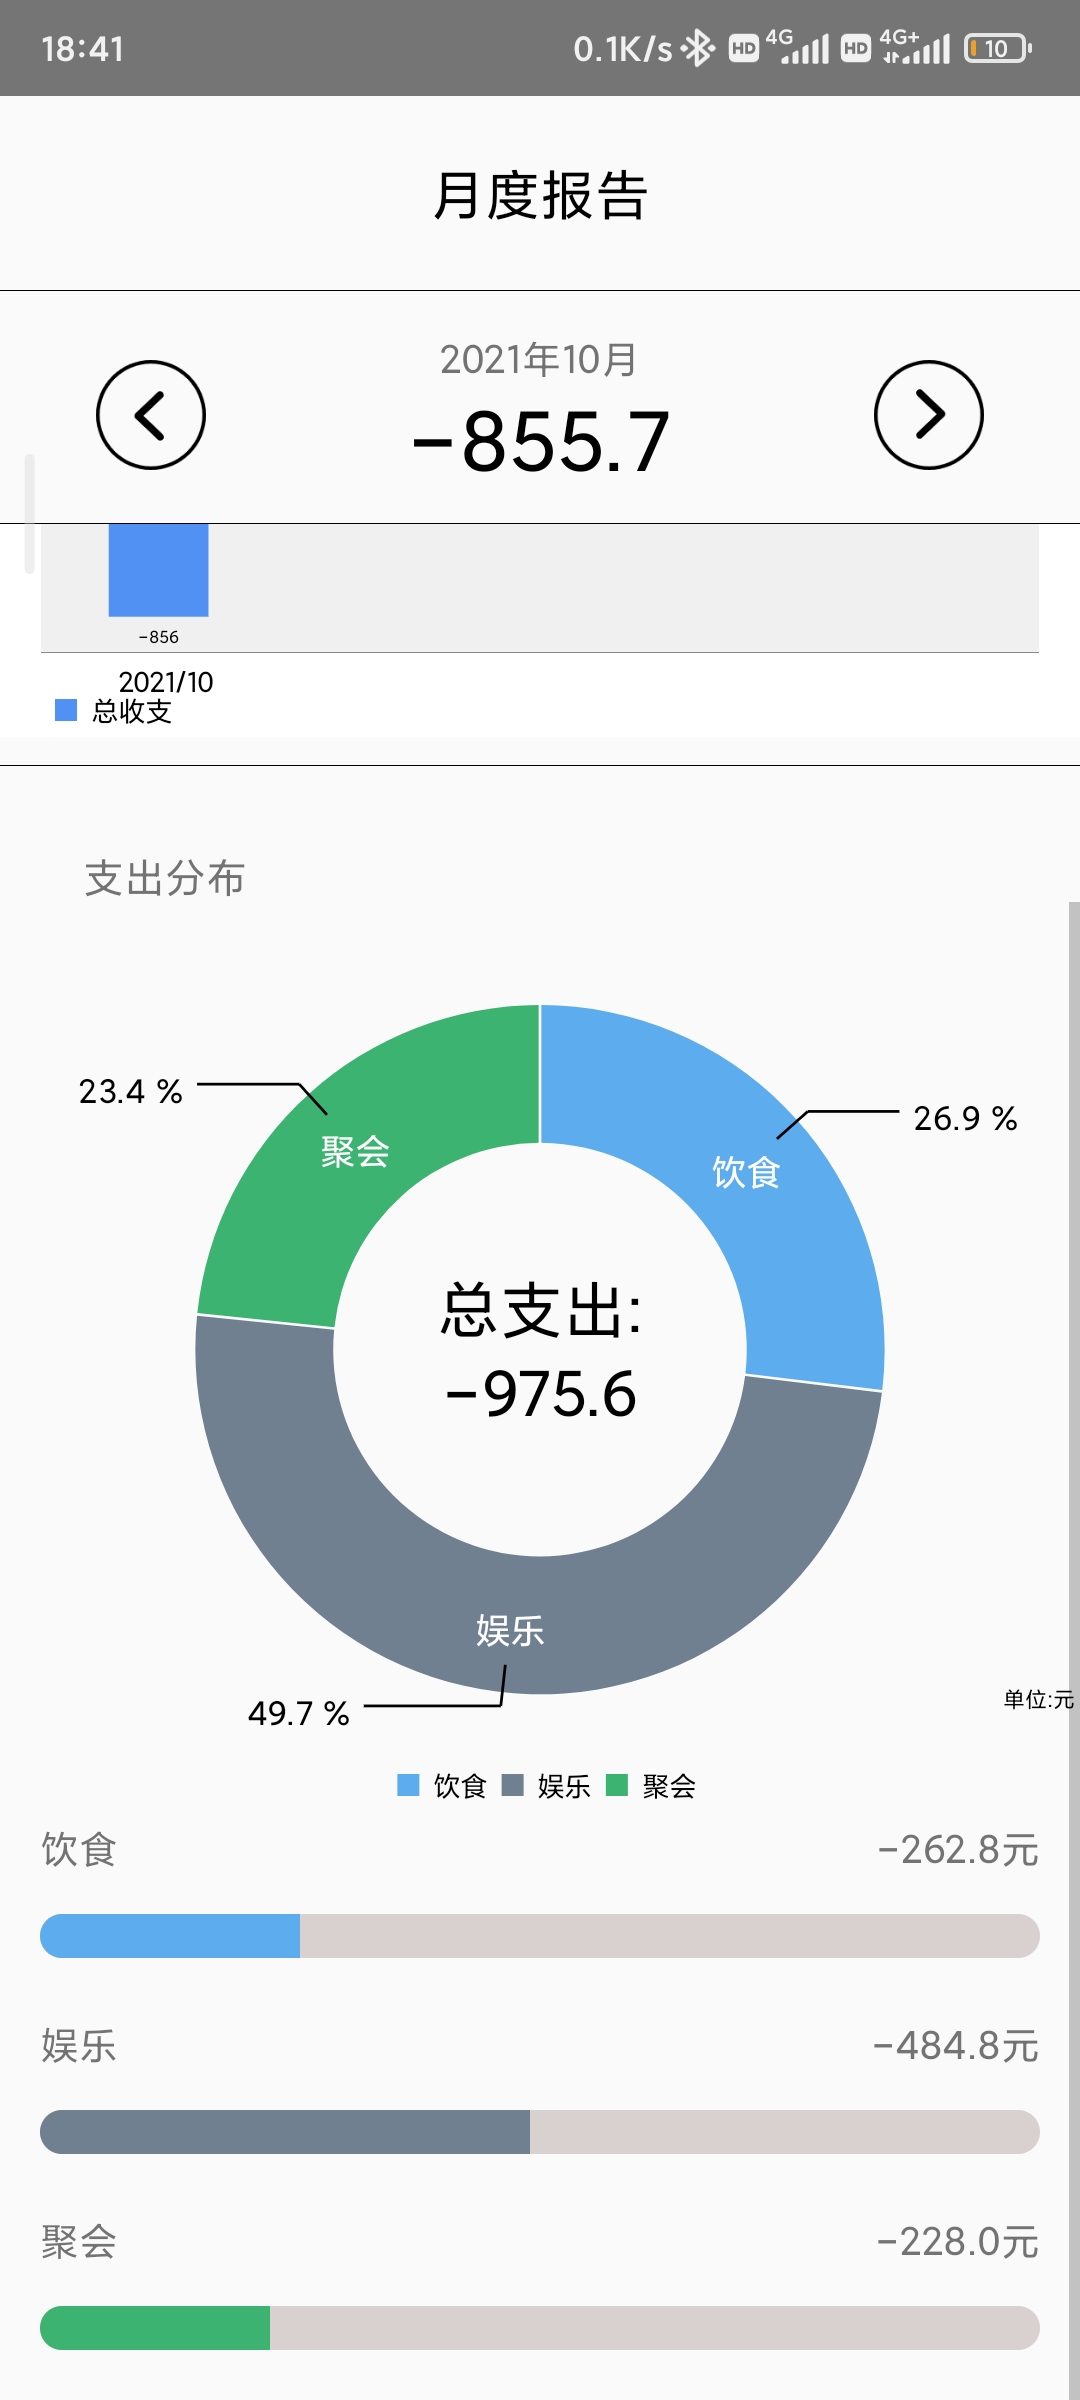 18:41 0.1K/s HD 4G HD 4G+ 10
月度报告
2021年10月
-855.7
-856
2021/10
总收支
支出分布
23.4 %
26.9 %
聚会
饮食
总支出:
-975.6
娱乐
49.7 %
单位:元
饮食 娱乐 聚会
饮食 -262.8元
娱乐 -484.8元
聚会 -228.0元